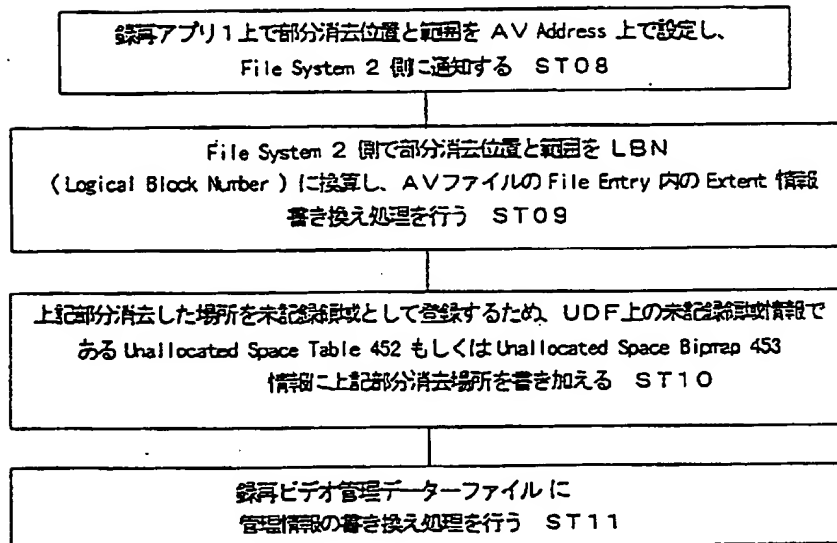 録再アプリ1上で部分消去位置と範囲を AV Address 上で設定し、
File System 2 側に通知する ST08
File System 2 側で部分消去位置と範囲を LBN
(Logical Block Number)に換算し、AVファイルの File Entry 内の Extent 情報
書き換え処理を行う ST09
上記部分消去した場所を未記録領域として登録するため、UDF上の未記録領域情報で
ある Unallocated Space Table 452 もしくは Unallocated Space Bipmap 453
情報に上記部分消去場所を書き加える ST10
録再ビデオ管理データーファイルに
管理情報の書き換え処理を行う ST11